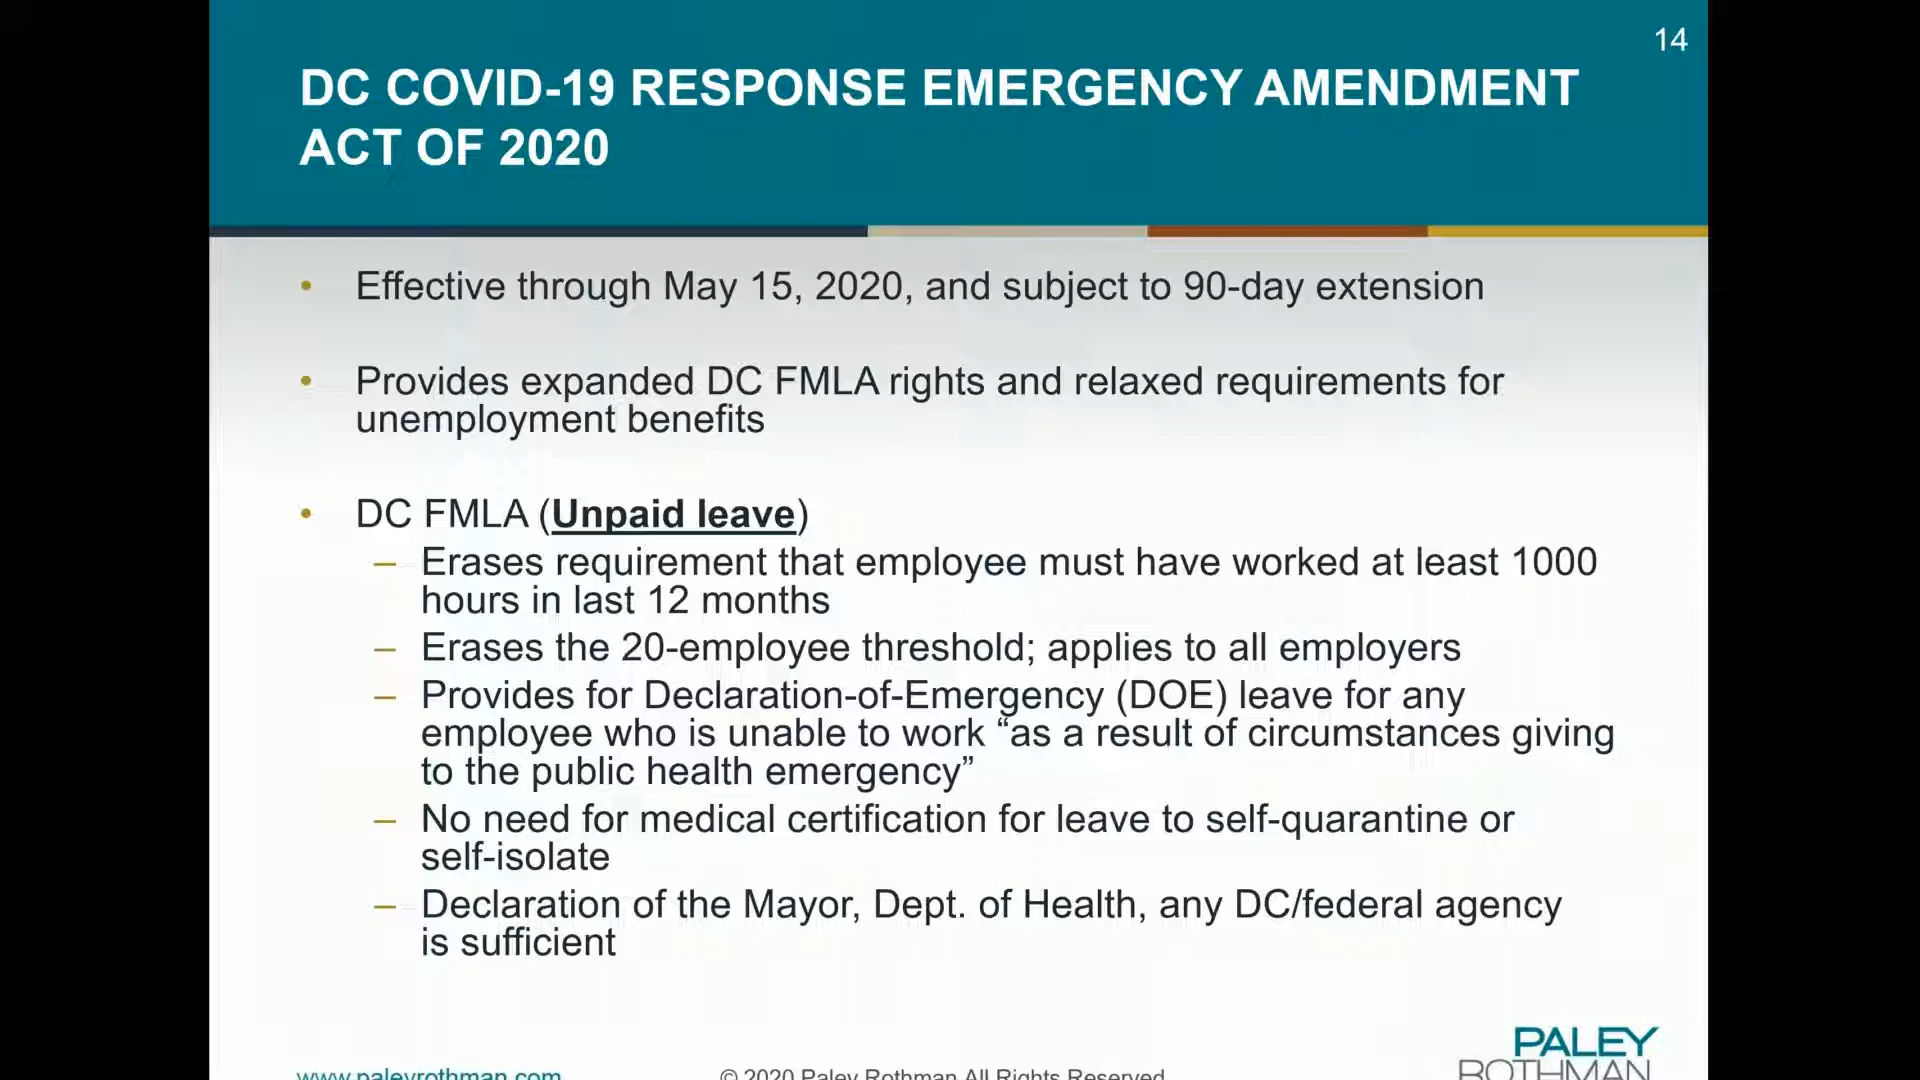 14
DC COVID-19 RESPONSE EMERGENCY AMENDMENT
ACT OF 2020
• Effective through May 15, 2020, and subject to 90-day extension
• Provides expanded DC FMLA rights and relaxed requirements for
unemployment benefits
• DC FMLA (Unpaid leave)
– Erases requirement that employee must have worked at least 1000
hours in last 12 months
– Erases the 20-employee threshold; applies to all employers
– Provides for Declaration-of-Emergency (DOE) leave for any
employee who is unable to work “as a result of circumstances giving
to the public health emergency”
– No need for medical certification for leave to self-quarantine or
self-isolate
– Declaration of the Mayor, Dept. of Health, any DC/federal agency
is sufficient
PALEY
ROTHMAN
www.paleyrothman.com © 2020 Paley Rothman All Rights Reserved